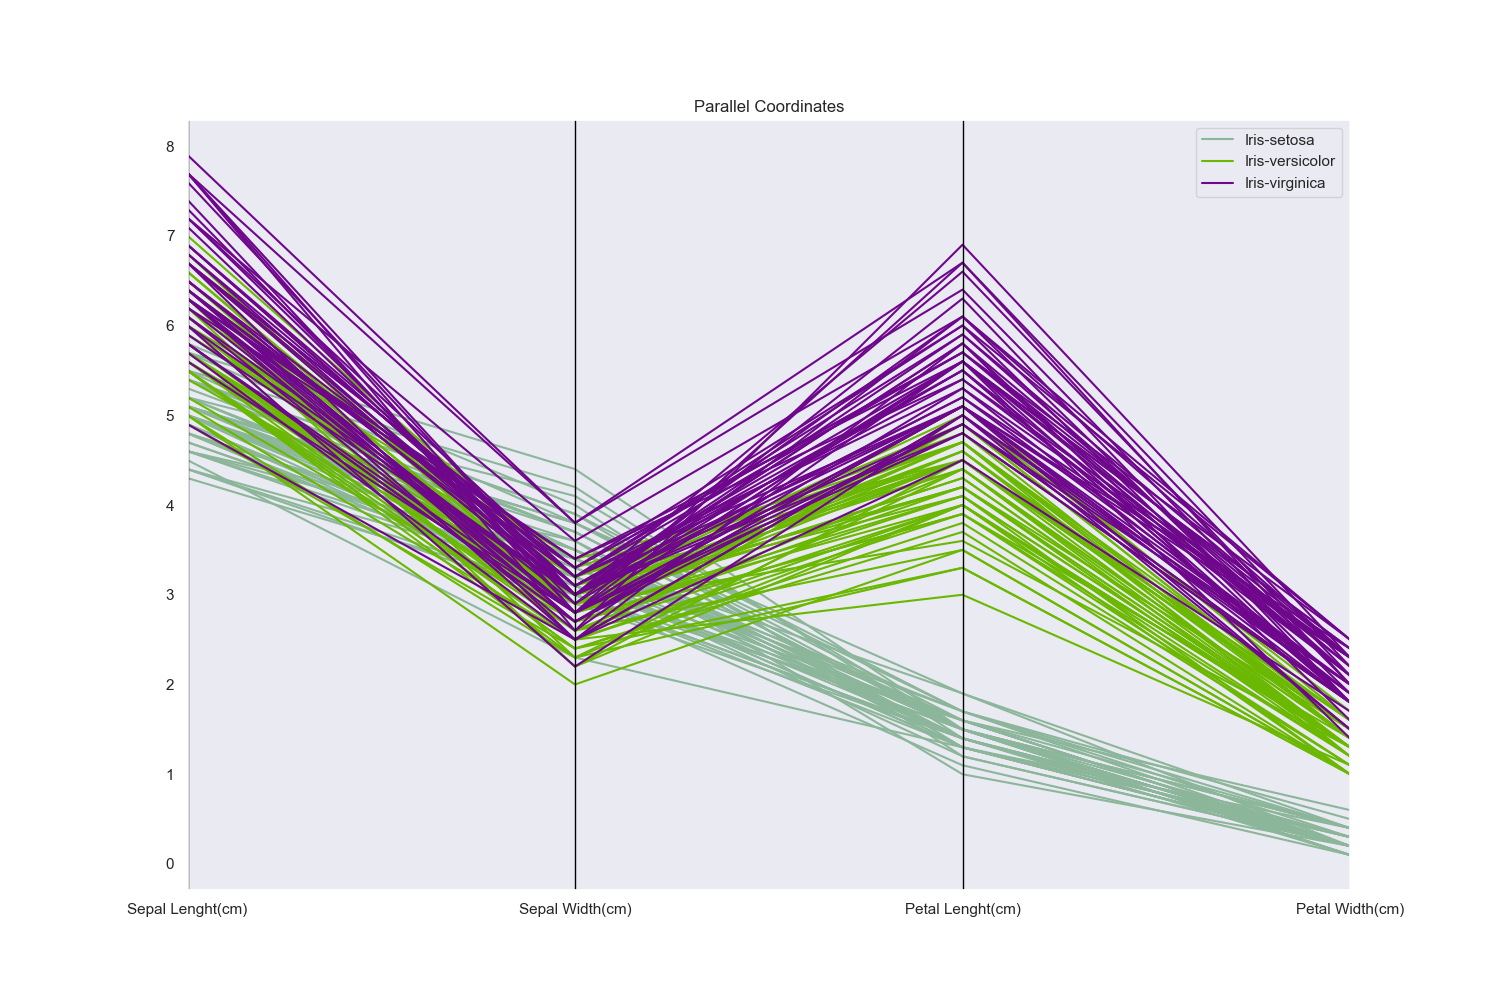 Parallel Coordinates
Iris-setosa
Iris-versicolor
Iris-virginica
8
7
6
5
4
3
2
1
0
Sepal Lenght(cm)
Sepal Width(cm)
Petal Lenght(cm)
Petal Width(cm)